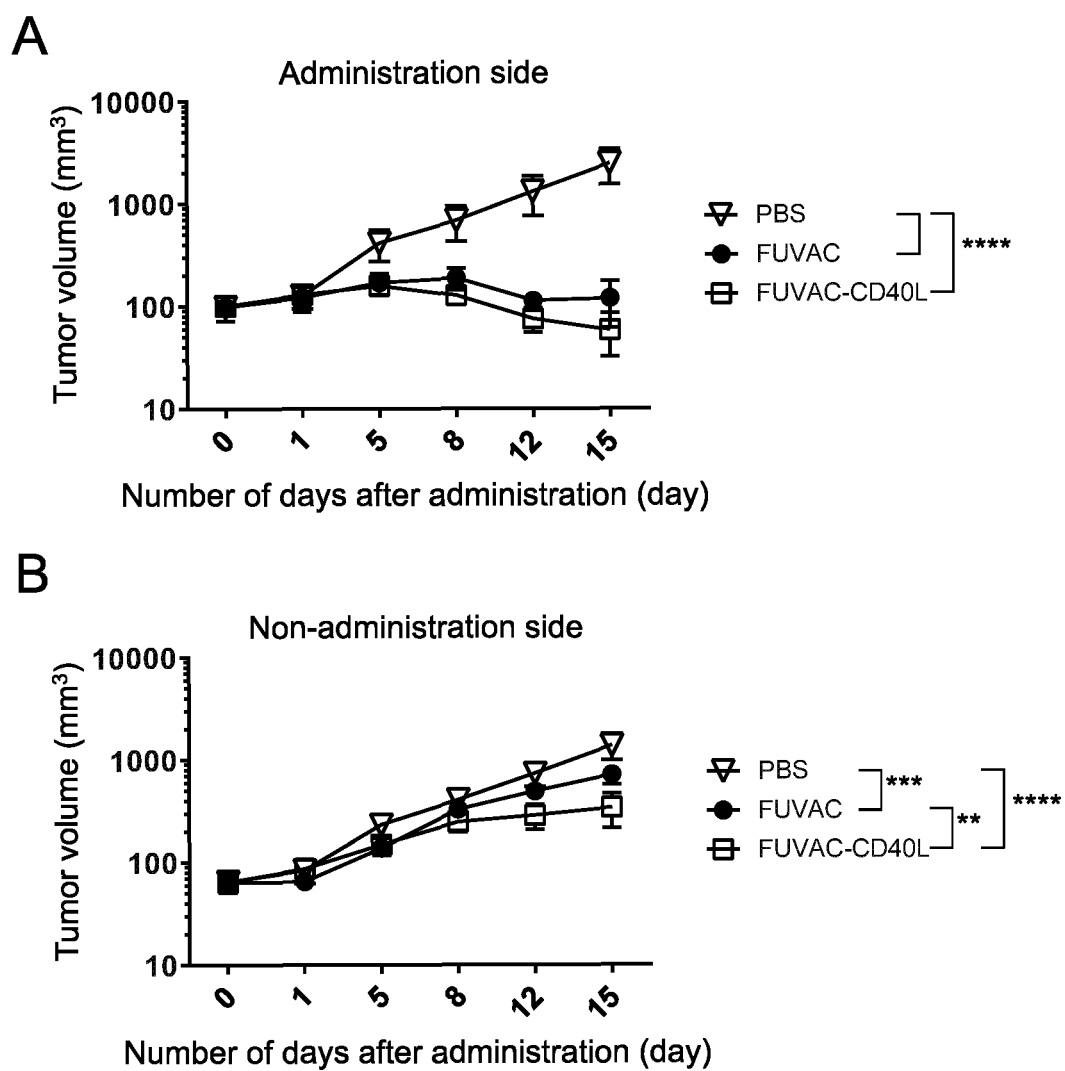 A
Administration side
Tumor volume (mm³)
10000
1000
100
10
0 1 5 8 12 15
Number of days after administration (day)
PBS
FUVAC
FUVAC-CD40L
****
B
Non-administration side
Tumor volume (mm³)
10000
1000
100
10
0 1 5 8 12 15
Number of days after administration (day)
PBS
FUVAC
FUVAC-CD40L
***
**
****